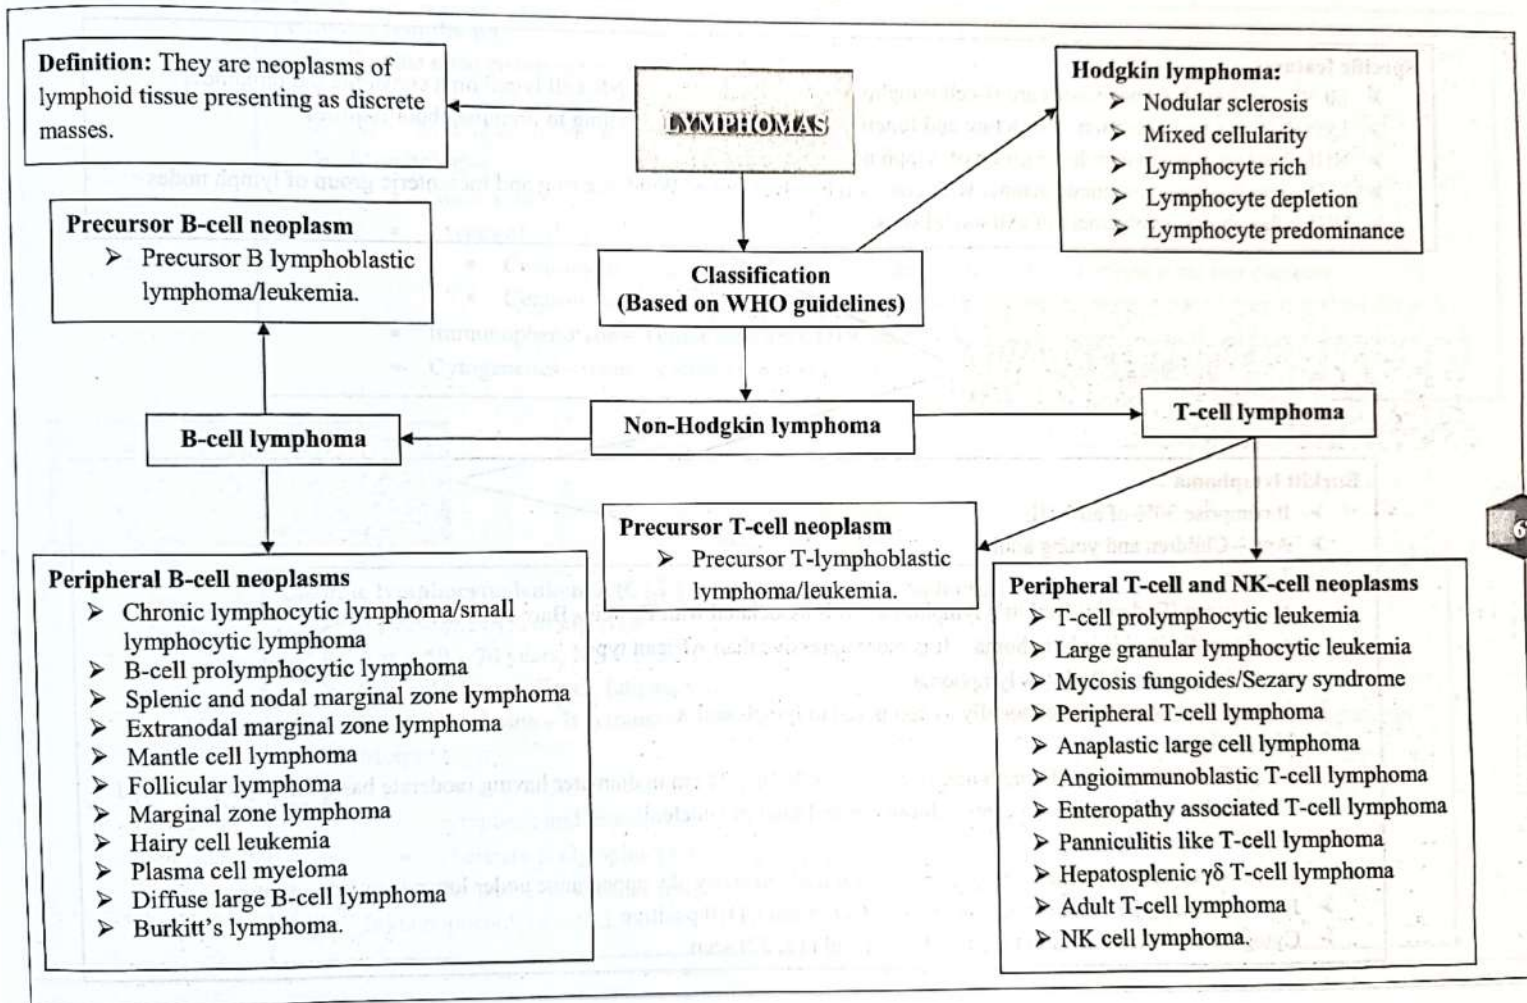 Definition: They are neoplasms of
lymphoid tissue presenting as discrete
masses.
LYMPHOMAS
Hodgkin lymphoma:
➤ Nodular sclerosis
➤ Mixed cellularity
➤ Lymphocyte rich
➤ Lymphocyte depletion
➤ Lymphocyte predominance
Precursor B-cell neoplasm
➤ Precursor B lymphoblastic
lymphoma/leukemia.
Classification
(Based on WHO guidelines)
B-cell lymphoma
Non-Hodgkin lymphoma
T-cell lymphoma
Precursor T-cell neoplasm
➤ Precursor T-lymphoblastic
lymphoma/leukemia.
Peripheral B-cell neoplasms
➤ Chronic lymphocytic lymphoma/small
lymphocytic lymphoma
➤ B-cell prolymphocytic lymphoma
➤ Splenic and nodal marginal zone lymphoma
➤ Extranodal marginal zone lymphoma
➤ Mantle cell lymphoma
➤ Follicular lymphoma
➤ Marginal zone lymphoma
➤ Hairy cell leukemia
➤ Plasma cell myeloma
➤ Diffuse large B-cell lymphoma
➤ Burkitt's lymphoma.
Peripheral T-cell and NK-cell neoplasms
➤ T-cell prolymphocytic leukemia
➤ Large granular lymphocytic leukemia
➤ Mycosis fungoides/Sezary syndrome
➤ Peripheral T-cell lymphoma
➤ Anaplastic large cell lymphoma
➤ Angioimmunoblastic T-cell lymphoma
➤ Enteropathy associated T-cell lymphoma
➤ Panniculitis like T-cell lymphoma
➤ Hepatosplenic γδ T-cell lymphoma
➤ Adult T-cell lymphoma
➤ NK cell lymphoma.